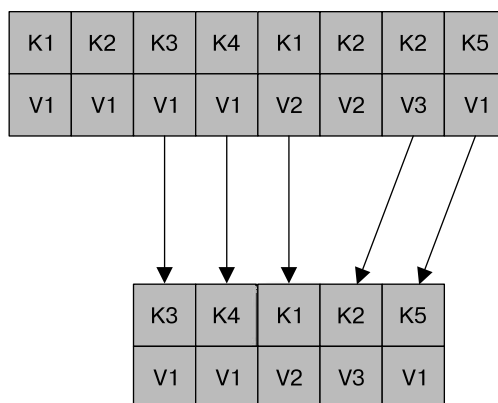 K1 K2 K3 K4 K1 K2 K2 K5
V1 V1 V1 V1 V2 V2 V3 V1
K3 K4 K1 K2 K5
V1 V1 V2 V3 V1